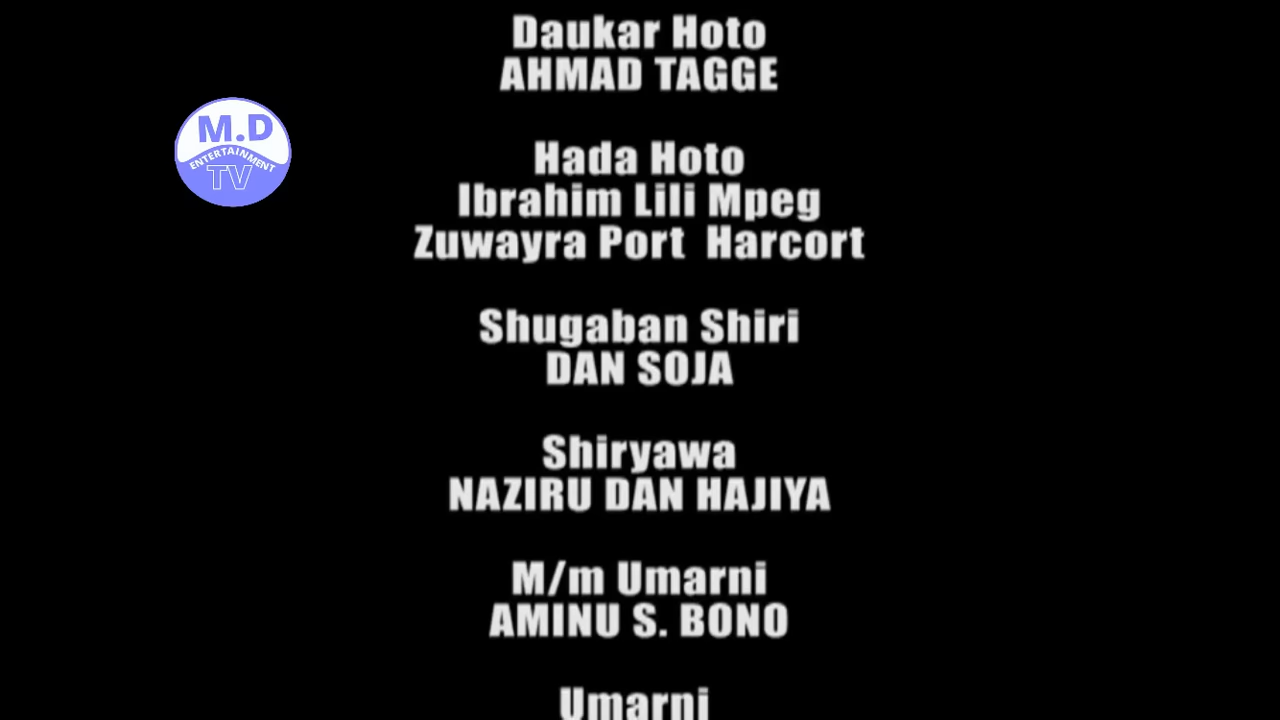 Daukar Hoto
AHMAD TAGGE
M.D
ENTERTAINMENT
TV
Hada Hoto
Ibrahim Lili Mpeg
Zuwayra Port  Harcort
Shugaban Shiri
DAN SOJA
Shiryawa
NAZIRU DAN HAJIYA
M/m Umarni
AMINU S. BONO
Umarni